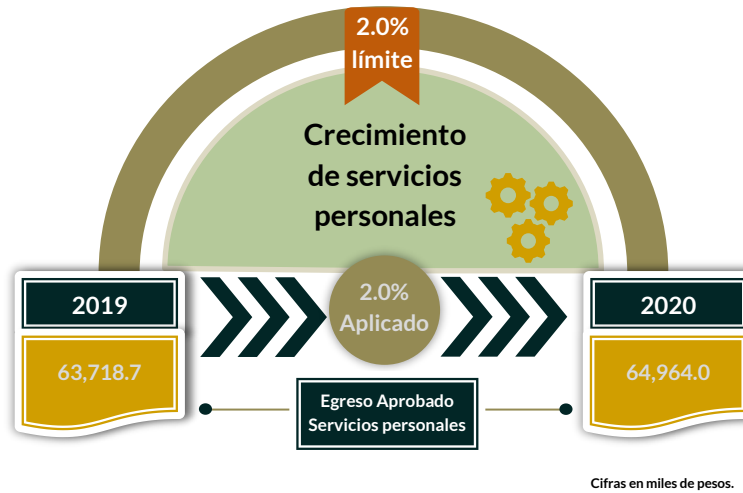 2.0%
límite
Crecimiento
de servicios
personales
2019
2.0%
Aplicado
2020
63,718.7
64,964.0
Egreso Aprobado
Servicios personales
Cifras en miles de pesos.